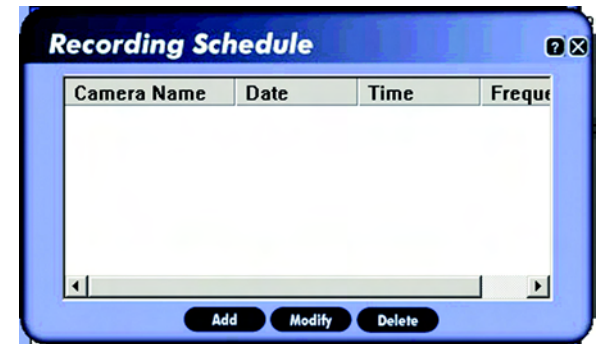 Recording Schedule ? X
Camera Name Date Time Freque
Add Modify Delete